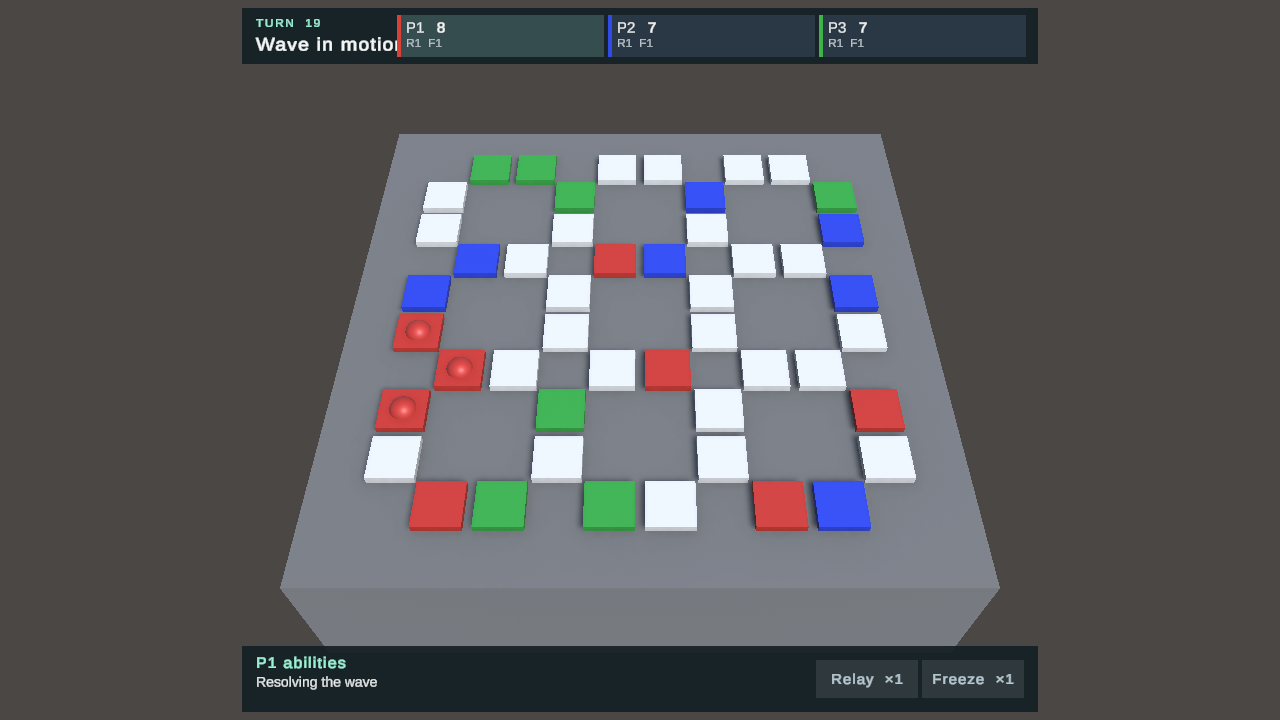 TURN 19
Wave in motion
P1 8
R1 F1
P2 7
R1 F1
P3 7
R1 F1
P1 abilities
Resolving the wave
Relay ×1
Freeze ×1